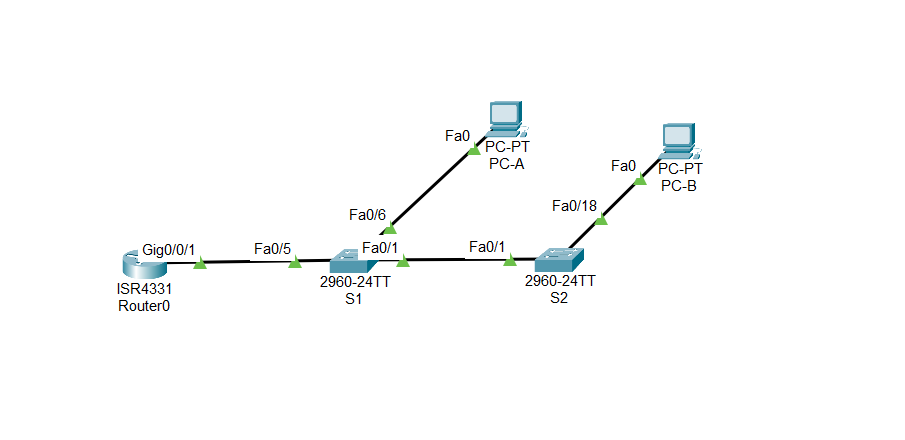 Fa0
PC-PT
PC-A
Fa0
PC-PT
PC-B
Fa0/6
Fa0/18
Gig0/0/1
Fa0/5
Fa0/1
Fa0/1
ISR4331
Router0
2960-24TT
S1
2960-24TT
S2